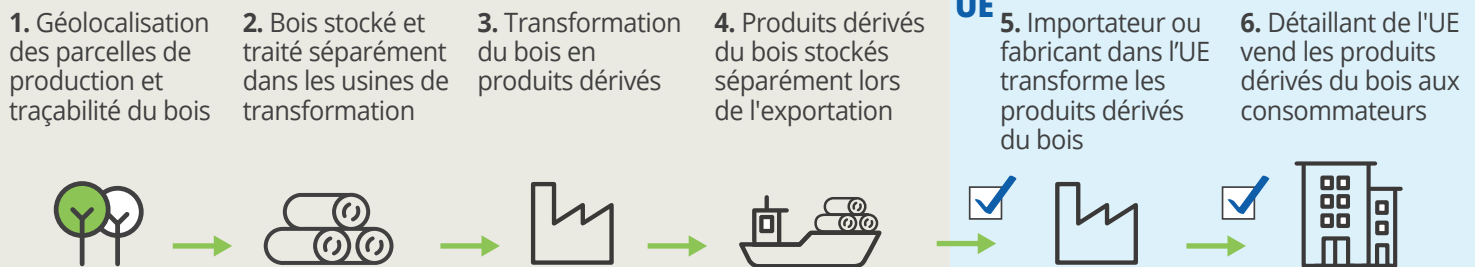 1. Géolocalisation
des parcelles de
production et
traçabilité du bois
2. Bois stocké et
traité séparément
dans les usines de
transformation
3. Transformation
du bois en
produits dérivés
4. Produits dérivés
du bois stockés
séparément lors
de l'exportation
UE
5. Importateur ou
fabricant dans l’UE
transforme les
produits dérivés
du bois
6. Détaillant de l'UE
vend les produits
dérivés du bois aux
consommateurs